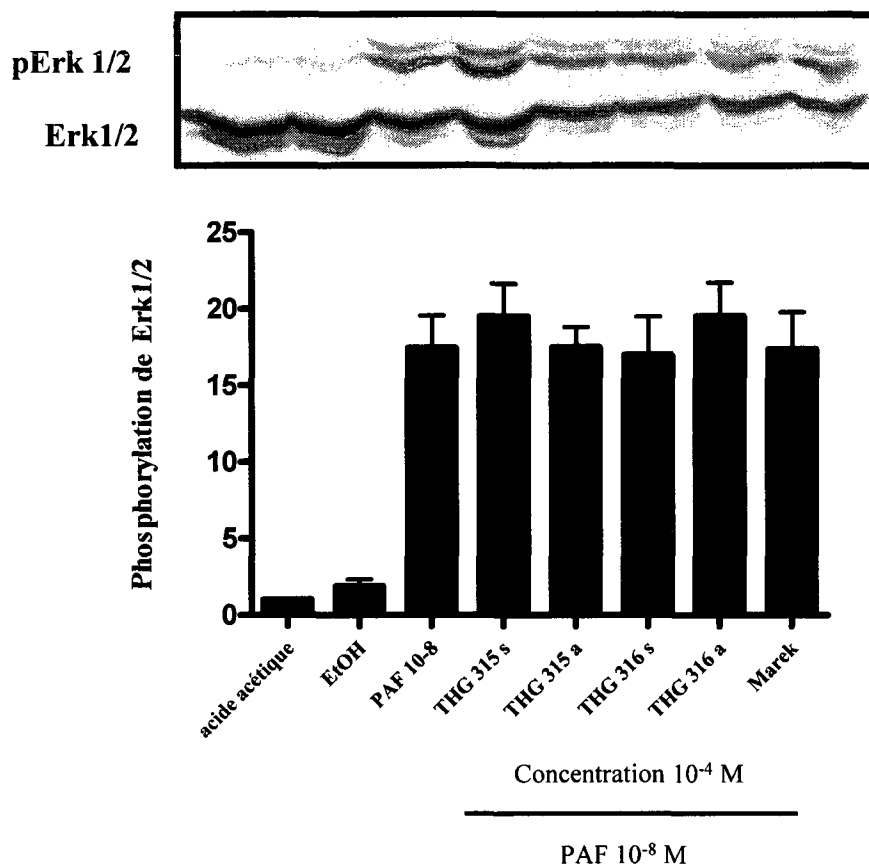 pErk 1/2
Erk1/2
Phosphorylation de Erk1/2
25
20
15
10
5
0
acide acétique
EtOH
PAF 10-8
THG 315 s
THG 315 a
THG 316 s
THG 316 a
Marek
Concentration 10⁻⁴ M
PAF 10⁻⁸ M